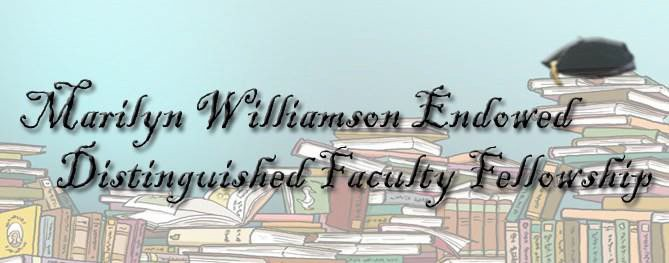 Marilyn Williamson Endowed
Distinguished Faculty Fellowship